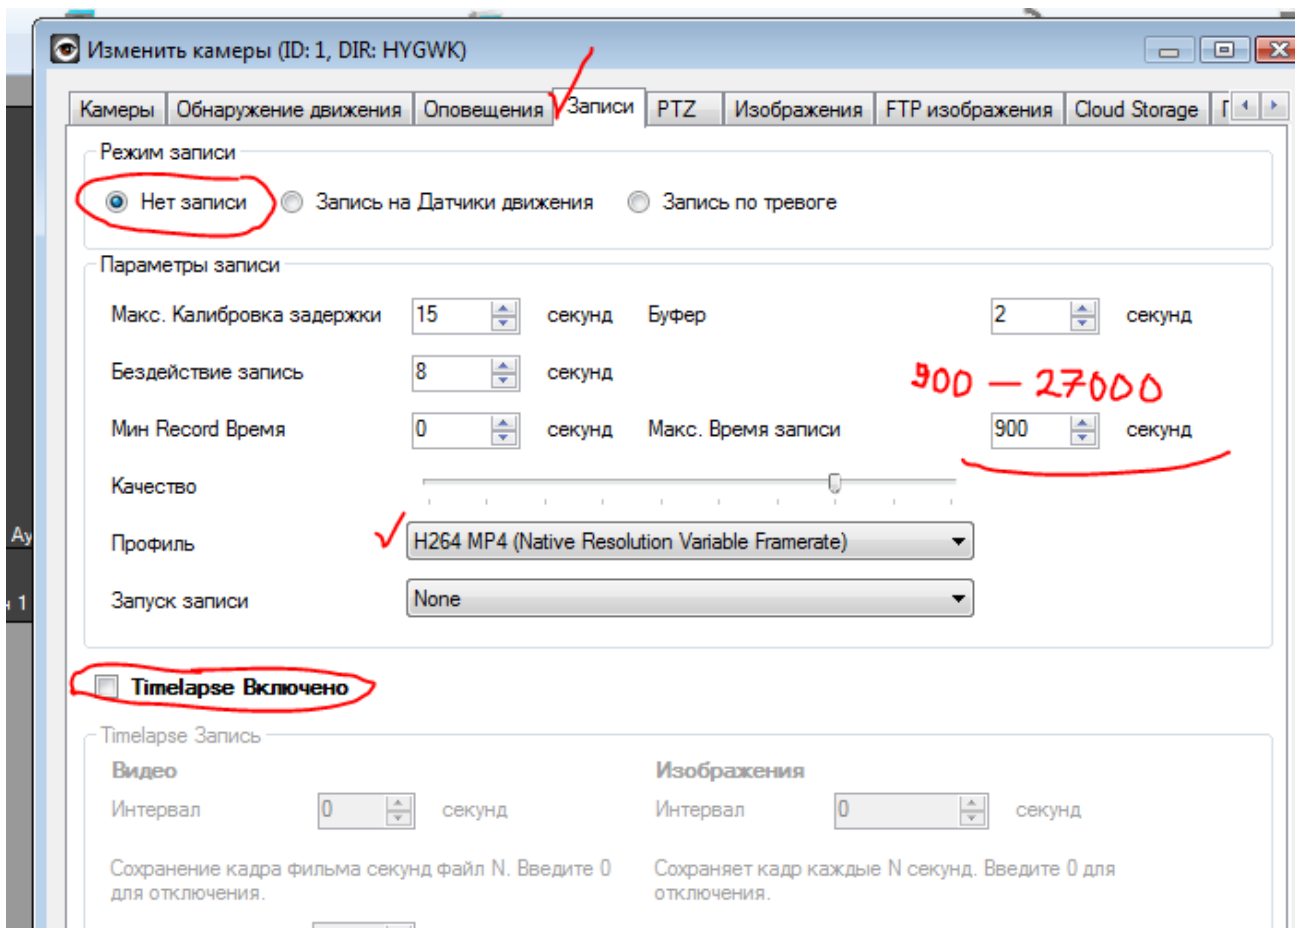 Изменить камеры (ID: 1, DIR: HYGWK)
Камеры Обнаружение движения Оповещения Записи PTZ Изображения FTP изображения Cloud Storage
Режим записи
Нет записи Запись на Датчики движения Запись по тревоге
Параметры записи
Макс. Калибровка задержки 15 секунд Буфер 2 секунд
Бездействие запись 8 секунд
900 — 27000
Мин Record Время 0 секунд Макс. Время записи 900 секунд
Качество
Ау
Профиль H264 MP4 (Native Resolution Variable Framerate)
1
Запуск записи None
Timelapse Включено
Timelapse Запись
Видео Изображения
Интервал 0 секунд Интервал 0 секунд
Сохранение кадра фильма секунд файл N. Введите 0 Сохраняет кадр каждые N секунд. Введите 0 для
для отключения. отключения.